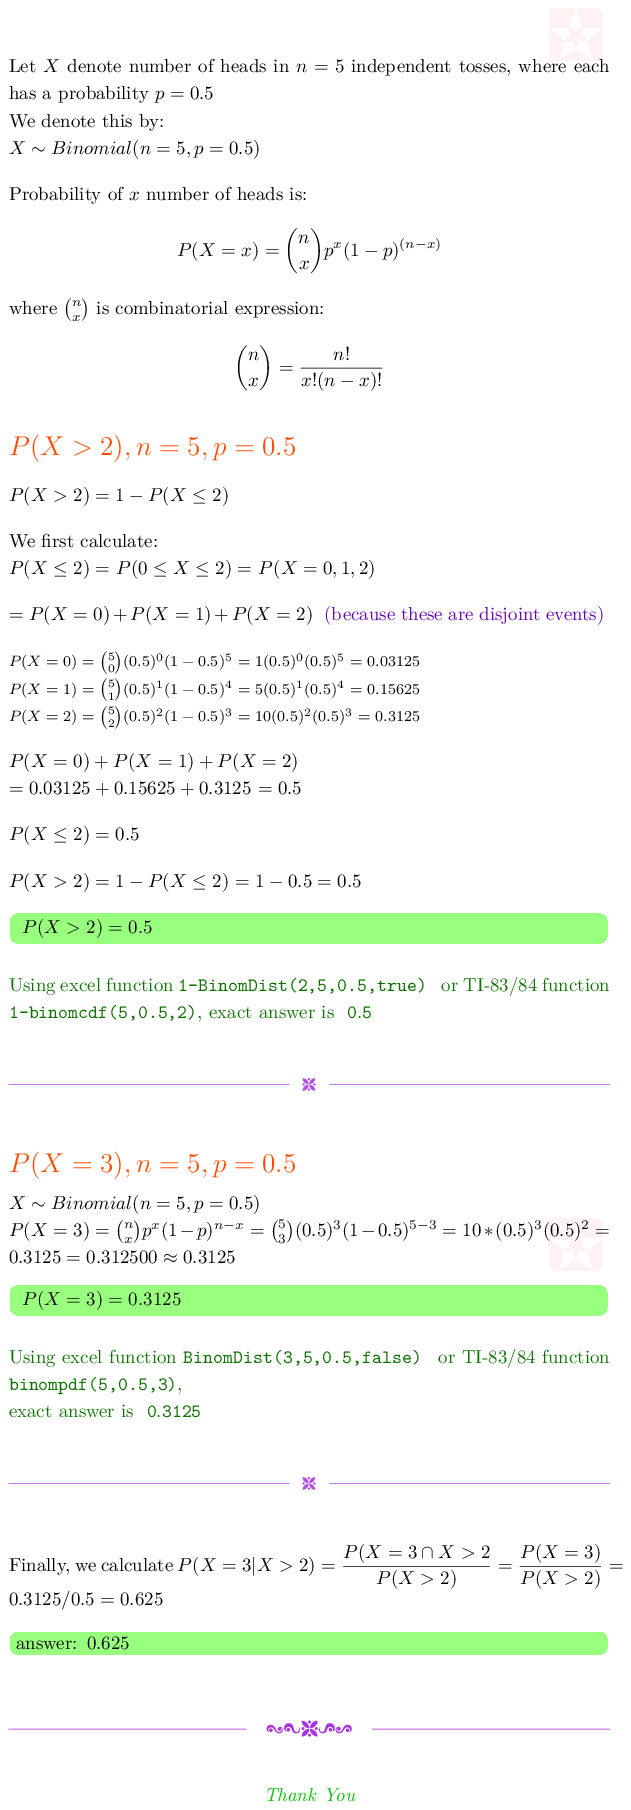 Let X denote number of heads in n = 5 independent tosses, where each
has a probability p = 0.5
We denote this by:
X ∼ Binomial(n = 5, p = 0.5)
Probability of x number of heads is:
P(X = x) = \binom{n}{x} p^x (1 − p)^{(n−x)}
where \binom{n}{x} is combinatorial expression:
\binom{n}{x} = \frac{n!}{x!(n − x)!}
P(X > 2), n = 5, p = 0.5
P(X > 2) = 1 − P(X ≤ 2)
We first calculate:
P(X ≤ 2) = P(0 ≤ X ≤ 2) = P(X = 0, 1, 2)
= P(X = 0) + P(X = 1) + P(X = 2) (because these are disjoint events)
P(X = 0) = \binom{5}{0}(0.5)^0(1 − 0.5)^5 = 1(0.5)^0(0.5)^5 = 0.03125
P(X = 1) = \binom{5}{1}(0.5)^1(1 − 0.5)^4 = 5(0.5)^1(0.5)^4 = 0.15625
P(X = 2) = \binom{5}{2}(0.5)^2(1 − 0.5)^3 = 10(0.5)^2(0.5)^3 = 0.3125
P(X = 0) + P(X = 1) + P(X = 2)
= 0.03125 + 0.15625 + 0.3125 = 0.5
P(X ≤ 2) = 0.5
P(X > 2) = 1 − P(X ≤ 2) = 1 − 0.5 = 0.5
P(X > 2) = 0.5
Using excel function 1-BinomDist(2,5,0.5,true) or TI-83/84 function
1-binomcdf(5,0.5,2), exact answer is 0.5
P(X = 3), n = 5, p = 0.5
X ∼ Binomial(n = 5, p = 0.5)
P(X = 3) = \binom{n}{x}p^x(1−p)^{n−x} = \binom{5}{3}(0.5)^3(1−0.5)^{5−3} = 10∗(0.5)^3(0.5)^2 =
0.3125 = 0.312500 ≈ 0.3125
P(X = 3) = 0.3125
Using excel function BinomDist(3,5,0.5,false) or TI-83/84 function
binompdf(5,0.5,3),
exact answer is 0.3125
Finally, we calculate P(X = 3|X > 2) = \frac{P(X = 3 ∩ X > 2}{P(X > 2)} = \frac{P(X = 3)}{P(X > 2)} =
0.3125/0.5 = 0.625
answer: 0.625
Thank You